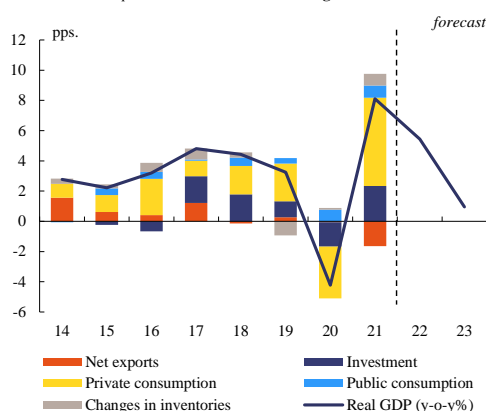 forecast
pps.
12
10
8
6
4
2
0
-2
-4
-6
14 15 16 17 18 19 20 21 22 23
Net exports Investment
Private consumption Public consumption
Changes in inventories Real GDP (y-o-y%)